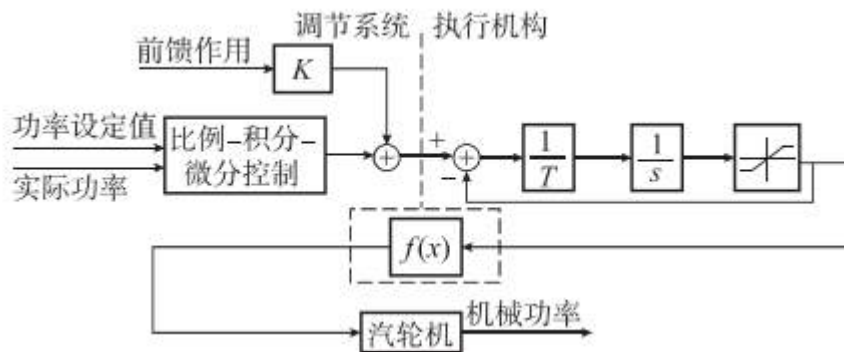 调节系统 执行机构
前馈作用
K
功率设定值
实际功率
比例-积分-
微分控制
+
+
−
1
T
1
s
f(x)
汽轮机
机械功率